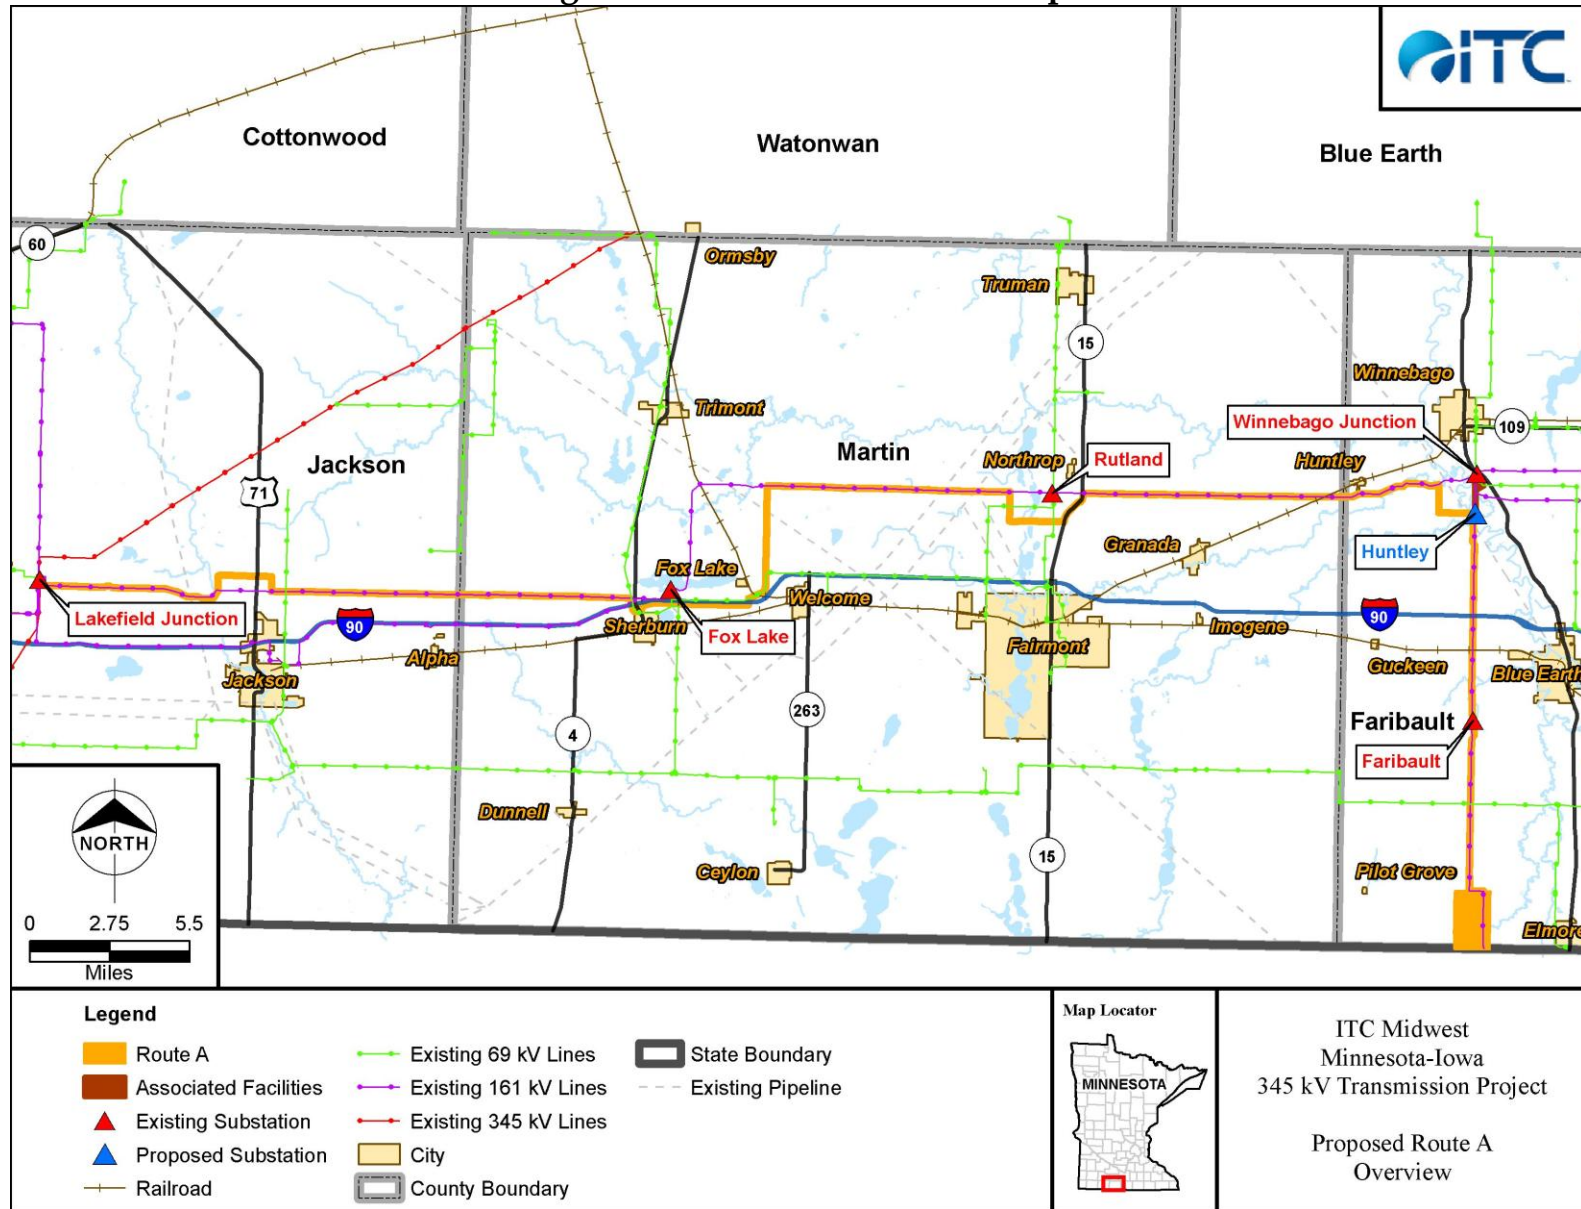 ITC
Cottonwood
Watonwan
Blue Earth
60
Ormsby
Truman
15
Winnebago
Trimont
Winnebago Junction
109
Jackson
Martin
Northrop
Rutland
Huntley
71
Huntley
Granada
Fox Lake
Lakefield Junction
90
Sherburn
Welcome
Fox Lake
90
Imogene
Alpha
Fairmont
Guckeen
Jackson
Blue Earth
263
4
Faribault
Faribault
Dunnell
NORTH
15
Ceylon
Pilot Grove
0 2.75 5.5
Miles
Elmore
Legend
Route A
Associated Facilities
Existing Substation
Proposed Substation
Railroad
Existing 69 kV Lines
Existing 161 kV Lines
Existing 345 kV Lines
City
County Boundary
State Boundary
Existing Pipeline
Map Locator
MINNESOTA
ITC Midwest
Minnesota-Iowa
345 kV Transmission Project
Proposed Route A
Overview